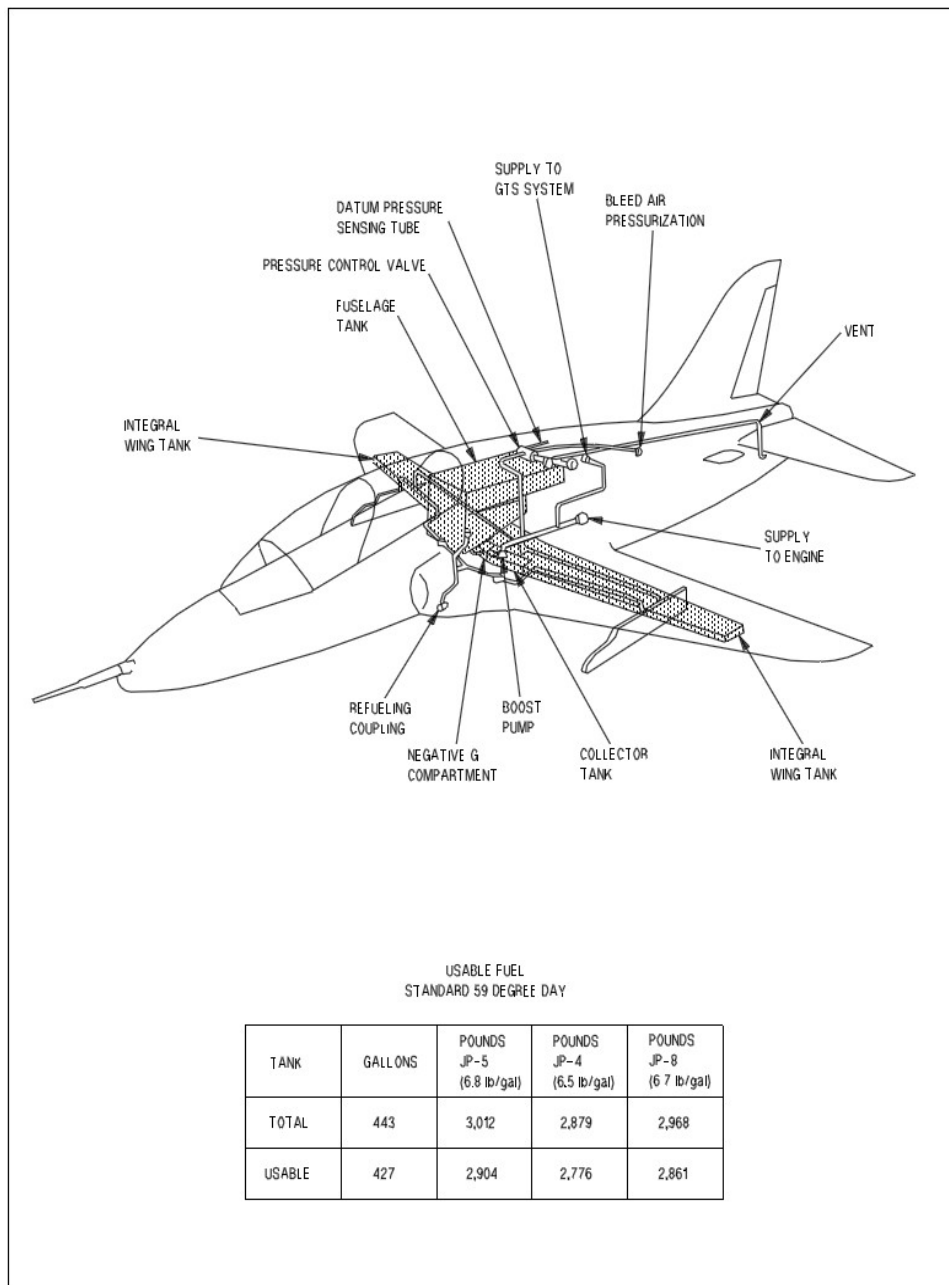 SUPPLY TO
GTS SYSTEM
BLEED AIR
PRESSURIZATION
DATUM PRESSURE
SENSING TUBE
PRESSURE CONTROL VALVE
FUSELAGE
TANK
VENT
INTEGRAL
WING TANK
SUPPLY
TO ENGINE
REFUELING
COUPLING
BOOST
PUMP
NEGATIVE G
COMPARTMENT
COLLECTOR
TANK
INTEGRAL
WING TANK
USABLE FUEL
STANDARD 59 DEGREE DAY
TANK GALLONS POUNDS JP-5 (6.8 lb/gal) POUNDS JP-4 (6.5 lb/gal) POUNDS JP-8 (6 7 lb/gal)
TOTAL 443 3,012 2,879 2,968
USABLE 427 2,904 2,776 2,861